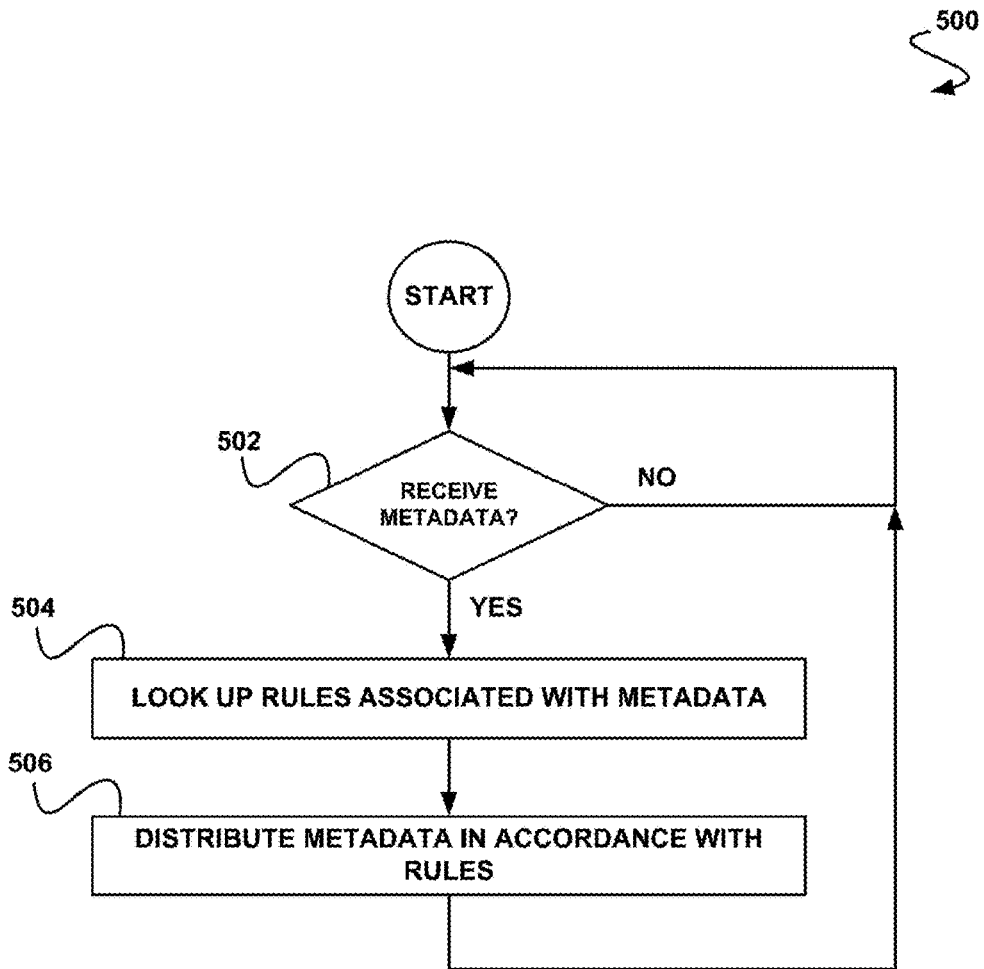 500
START
502
RECEIVE
METADATA?
NO
YES
504
LOOK UP RULES ASSOCIATED WITH METADATA
506
DISTRIBUTE METADATA IN ACCORDANCE WITH
RULES